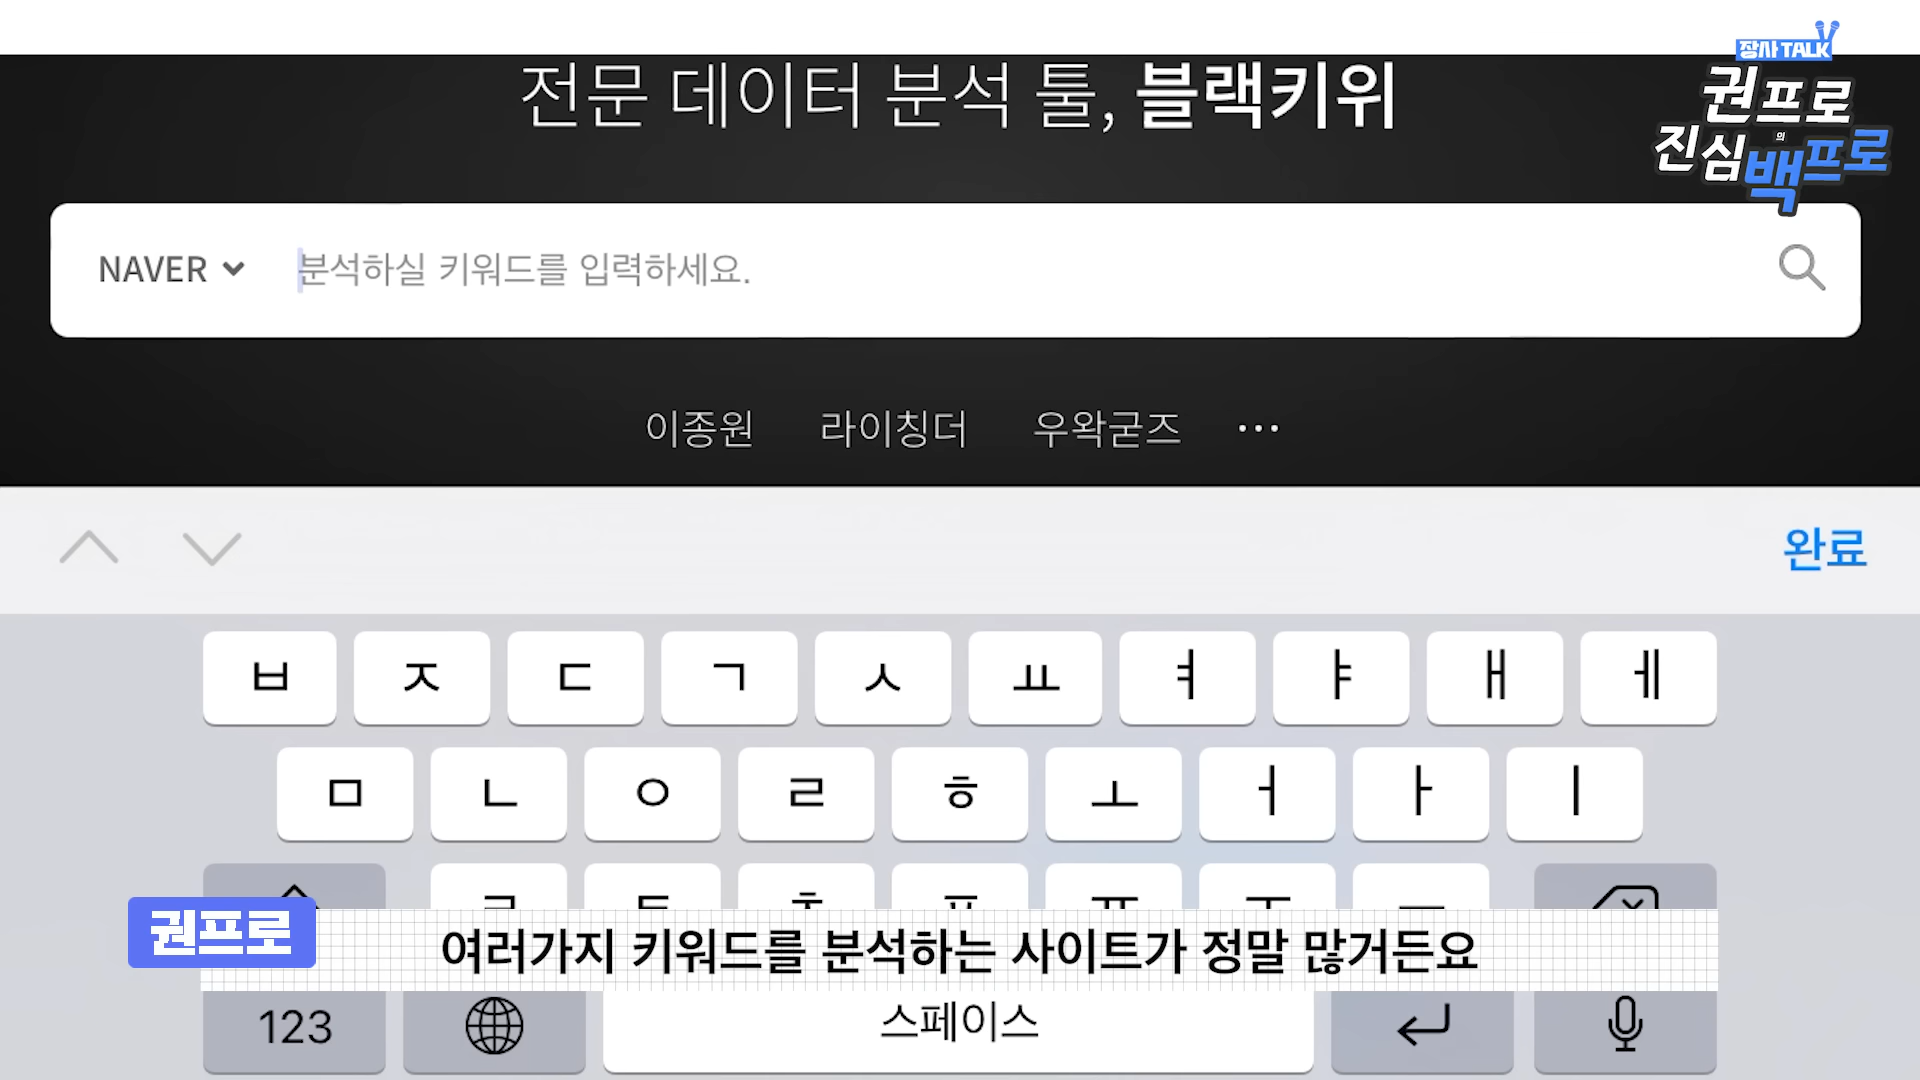 장사TALK
권프로의
진심백프로
전문 데이터 분석 툴, 블랙키위
NAVER 분석하실 키워드를 입력하세요.
이종원 라이칭더 우왁굳즈 ···
완료
ㅂ ㅈ ㄷ ㄱ ㅅ ㅛ ㅕ ㅑ ㅐ ㅔ
ㅁ ㄴ ㅇ ㄹ ㅎ ㅗ ㅓ ㅏ ㅣ
권프로
여러가지 키워드를 분석하는 사이트가 정말 많거든요
123 스페이스